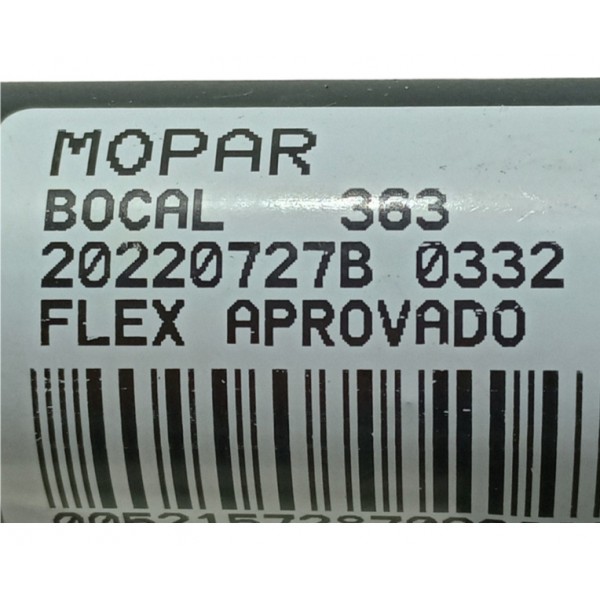 MOPAR
BOCAL 363
20220727B 0332
FLEX APROVADO